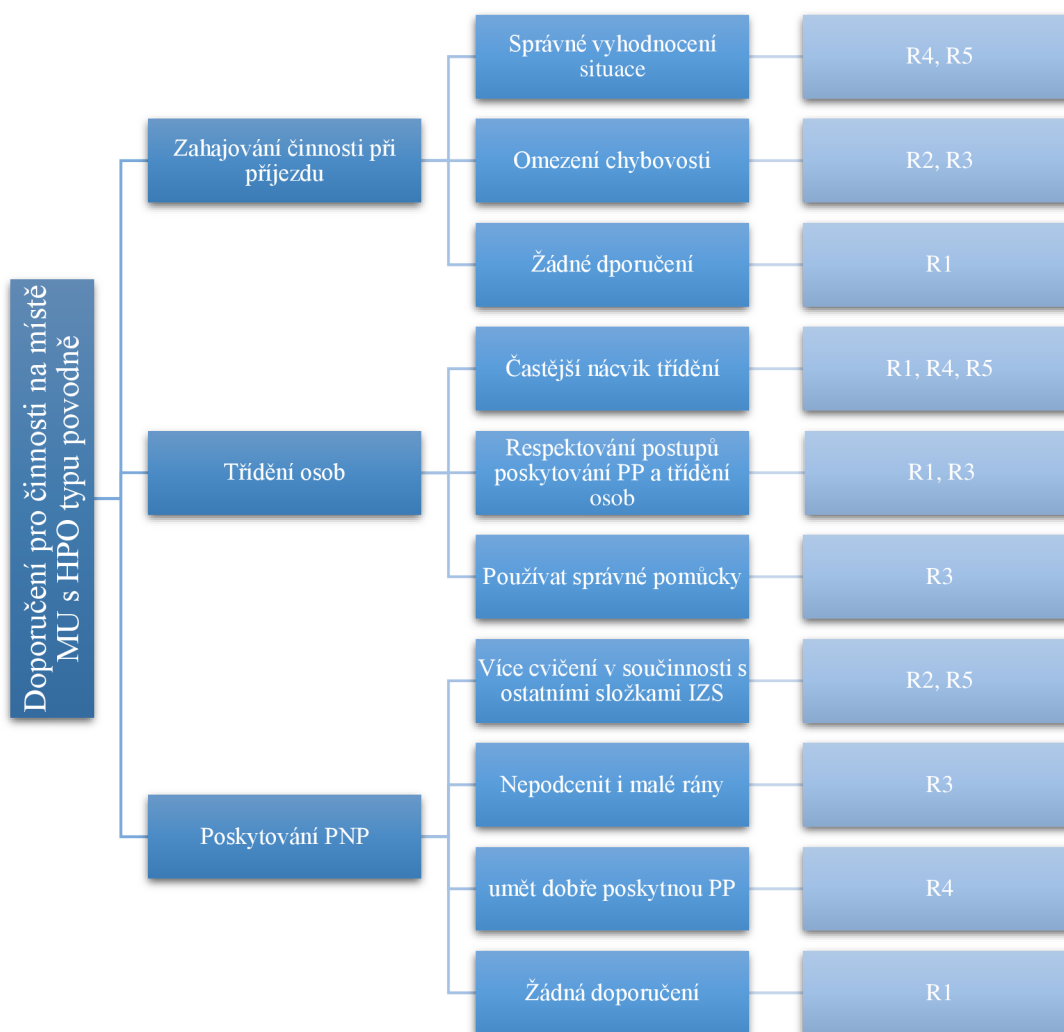 Doporučení pro činnosti na místě
MU s HPO typu povodně
Zahajování činnosti při
příjezdu
Správné vyhodnocení
situace
R4, R5
Omezení chybovosti
R2, R3
Žádné dporučení
R1
Třídění osob
Častější nácvik třídění
R1, R4, R5
Respektování postupů
poskytování PP a třídění
osob
R1, R3
Používat správné pomůcky
R3
Poskytování PNP
Více cvičení v součinnosti s
ostatními složkami IZS
R2, R5
Nepodcenit i malé rány
R3
umět dobře poskytnou PP
R4
Žádná doporučení
R1